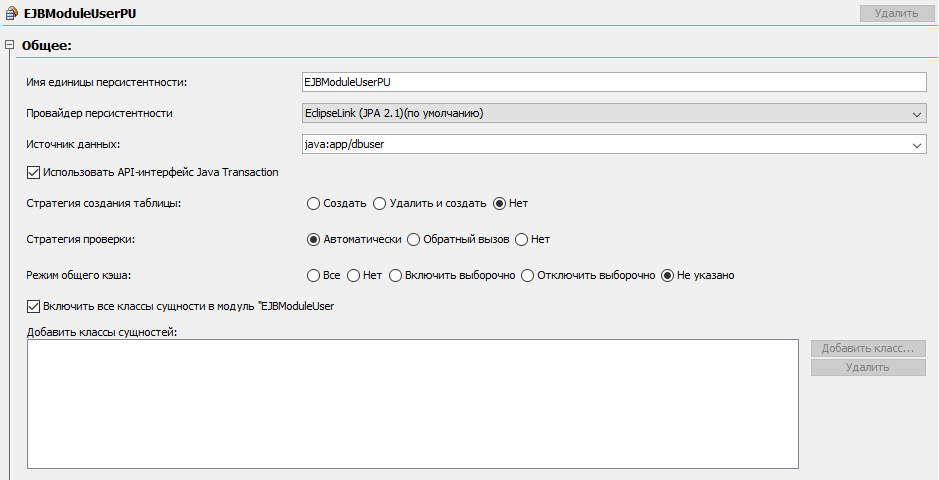 EJBModuleUserPU
Удалить
Общее:
Имя единицы персистентности: EJBModuleUserPU
Провайдер персистентности EclipseLink (JPA 2.1)(по умолчанию)
Источник данных: java:app/dbuser
Использовать API-интерфейс Java Transaction
Стратегия создания таблицы: Создать Удалить и создать Нет
Стратегия проверки: Автоматически Обратный вызов Нет
Режим общего кэша: Все Нет Включить выборочно Отключить выборочно Не указано
Включить все классы сущности в модуль "EJBModuleUser
Добавить классы сущностей:
Добавить класс...
Удалить